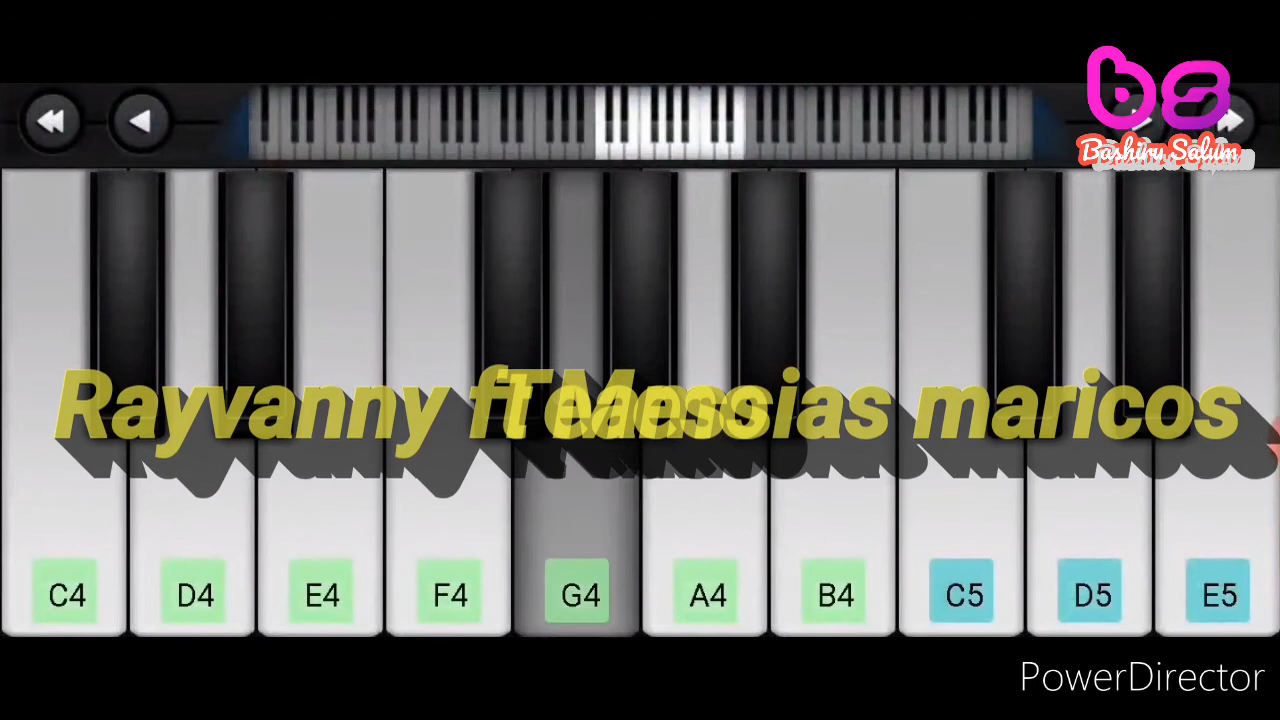 bs
Bashiru Salum
Rayvanny ft Messias maricos
C4 D4 E4 F4 G4 A4 B4 C5 D5 E5
PowerDirector